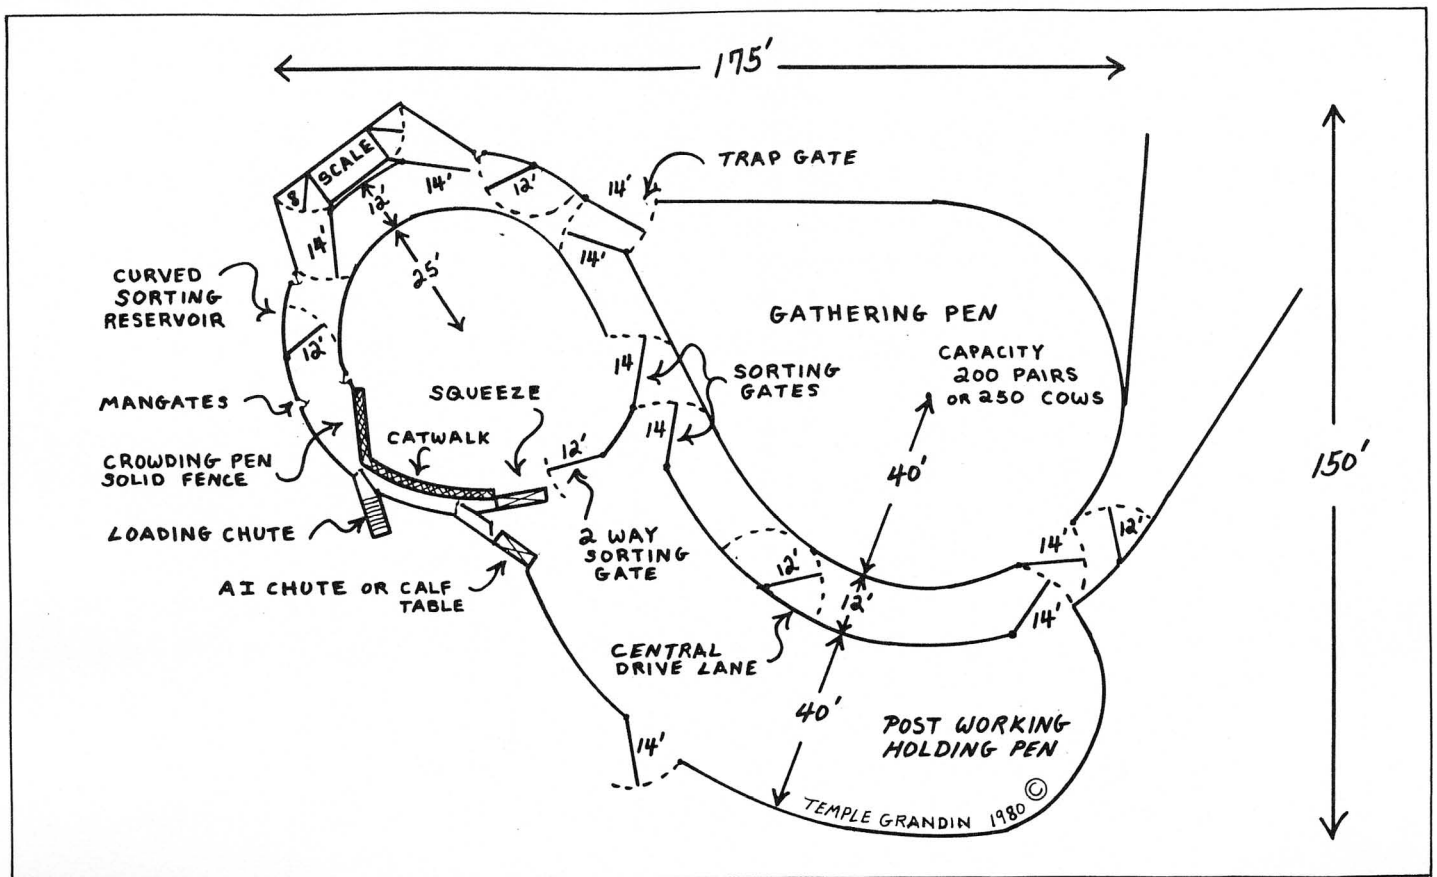 175'
TRAP GATE
SCALE
8'
14'
12'
14'
12'
14'
14'
25'
CURVED
SORTING
RESERVOIR
12'
GATHERING PEN
CAPACITY
200 PAIRS
OR 250 COWS
14
SORTING
GATES
14
MANGATES
SQUEEZE
CATWALK
12'
CROWDING PEN
SOLID FENCE
40'
150'
LOADING CHUTE
2 WAY
SORTING
GATE
12'
14'
12'
AI CHUTE OR CALF
TABLE
12'
14'
CENTRAL
DRIVE LANE
40'
POST WORKING
HOLDING PEN
14'
TEMPLE GRANDIN 1980 ©